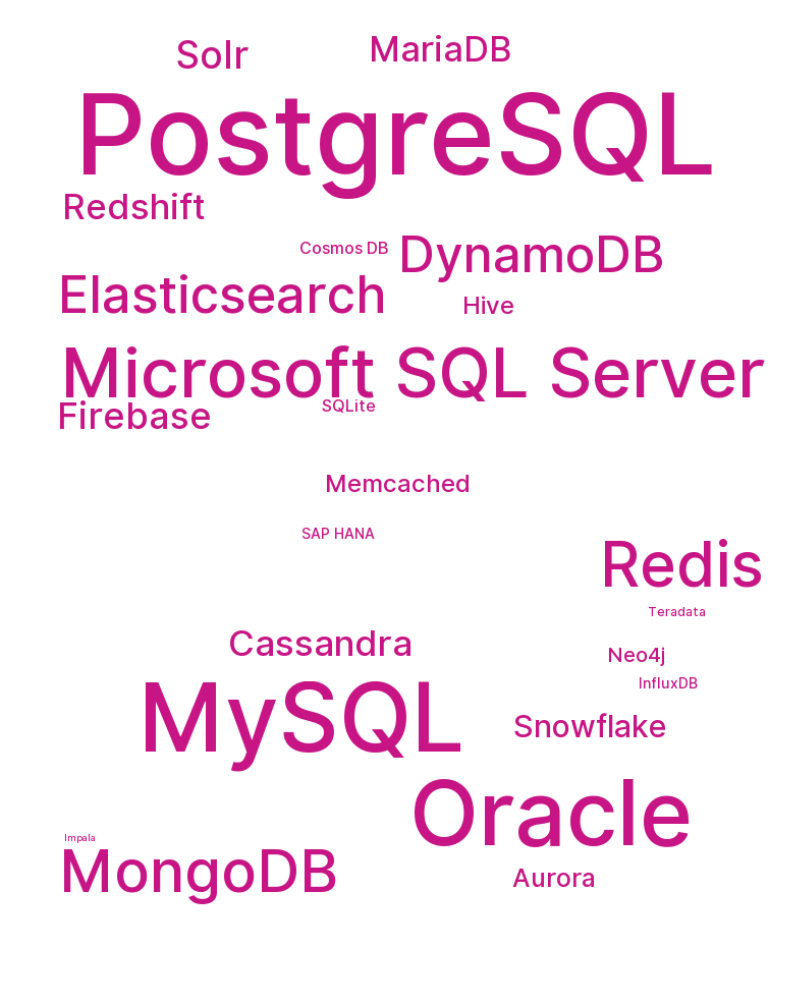 Solr
MariaDB
PostgreSQL
Redshift
Cosmos DB
DynamoDB
Elasticsearch
Hive
Microsoft SQL Server
Firebase
SQLite
Memcached
SAP HANA
Redis
Teradata
Cassandra
Neo4j
InfluxDB
MySQL
Snowflake
Oracle
Impala
MongoDB
Aurora